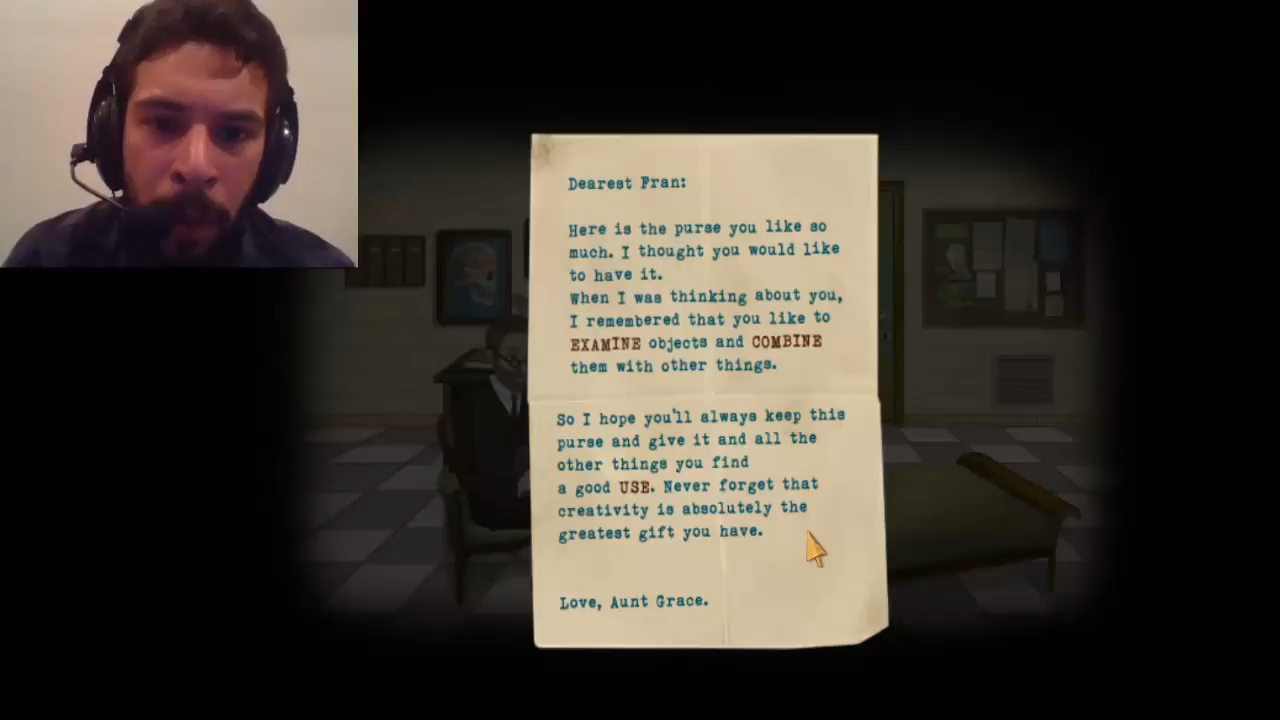 Dearest Fran:
Here is the purse you like so
much. I thought you would like
to have it.
When I was thinking about you,
I remembered that you like to
EXAMINE objects and COMBINE
them with other things.
So I hope you'll always keep this
purse and give it and all the
other things you find
a good USE. Never forget that
creativity is absolutely the
greatest gift you have.
Love, Aunt Grace.